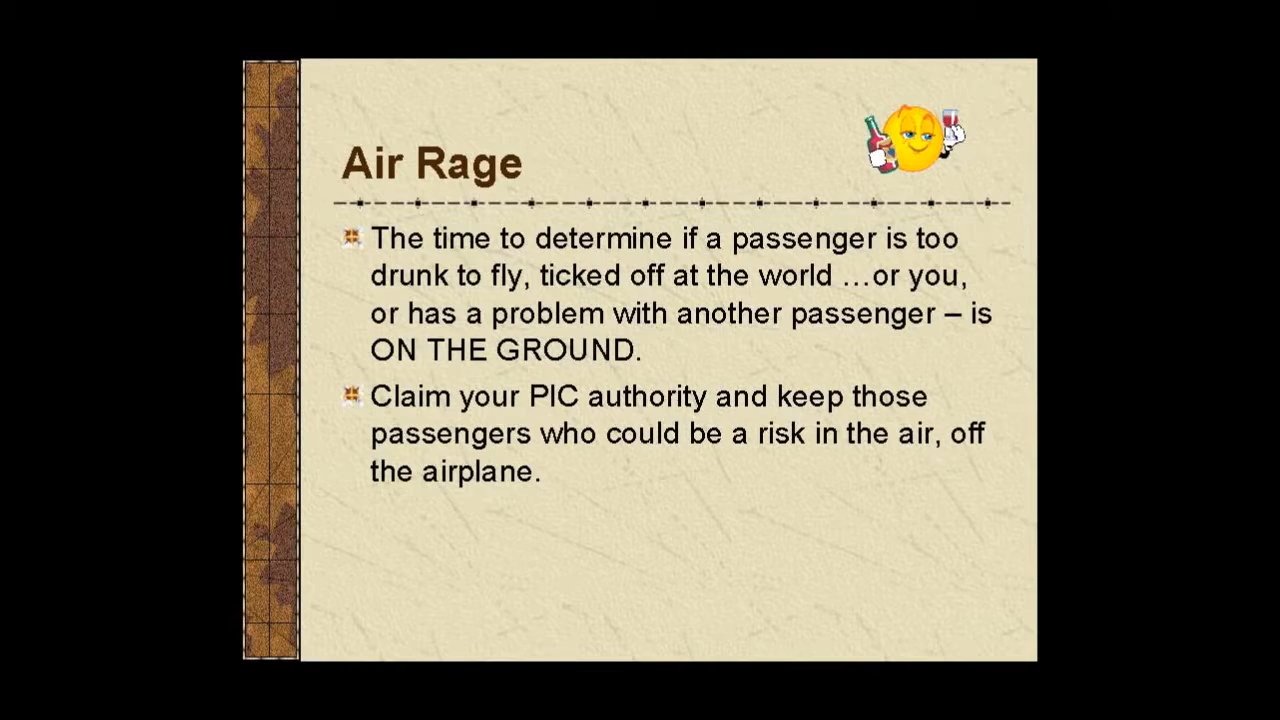 Air Rage
The time to determine if a passenger is too
drunk to fly, ticked off at the world …or you,
or has a problem with another passenger – is
ON THE GROUND.
Claim your PIC authority and keep those
passengers who could be a risk in the air, off
the airplane.